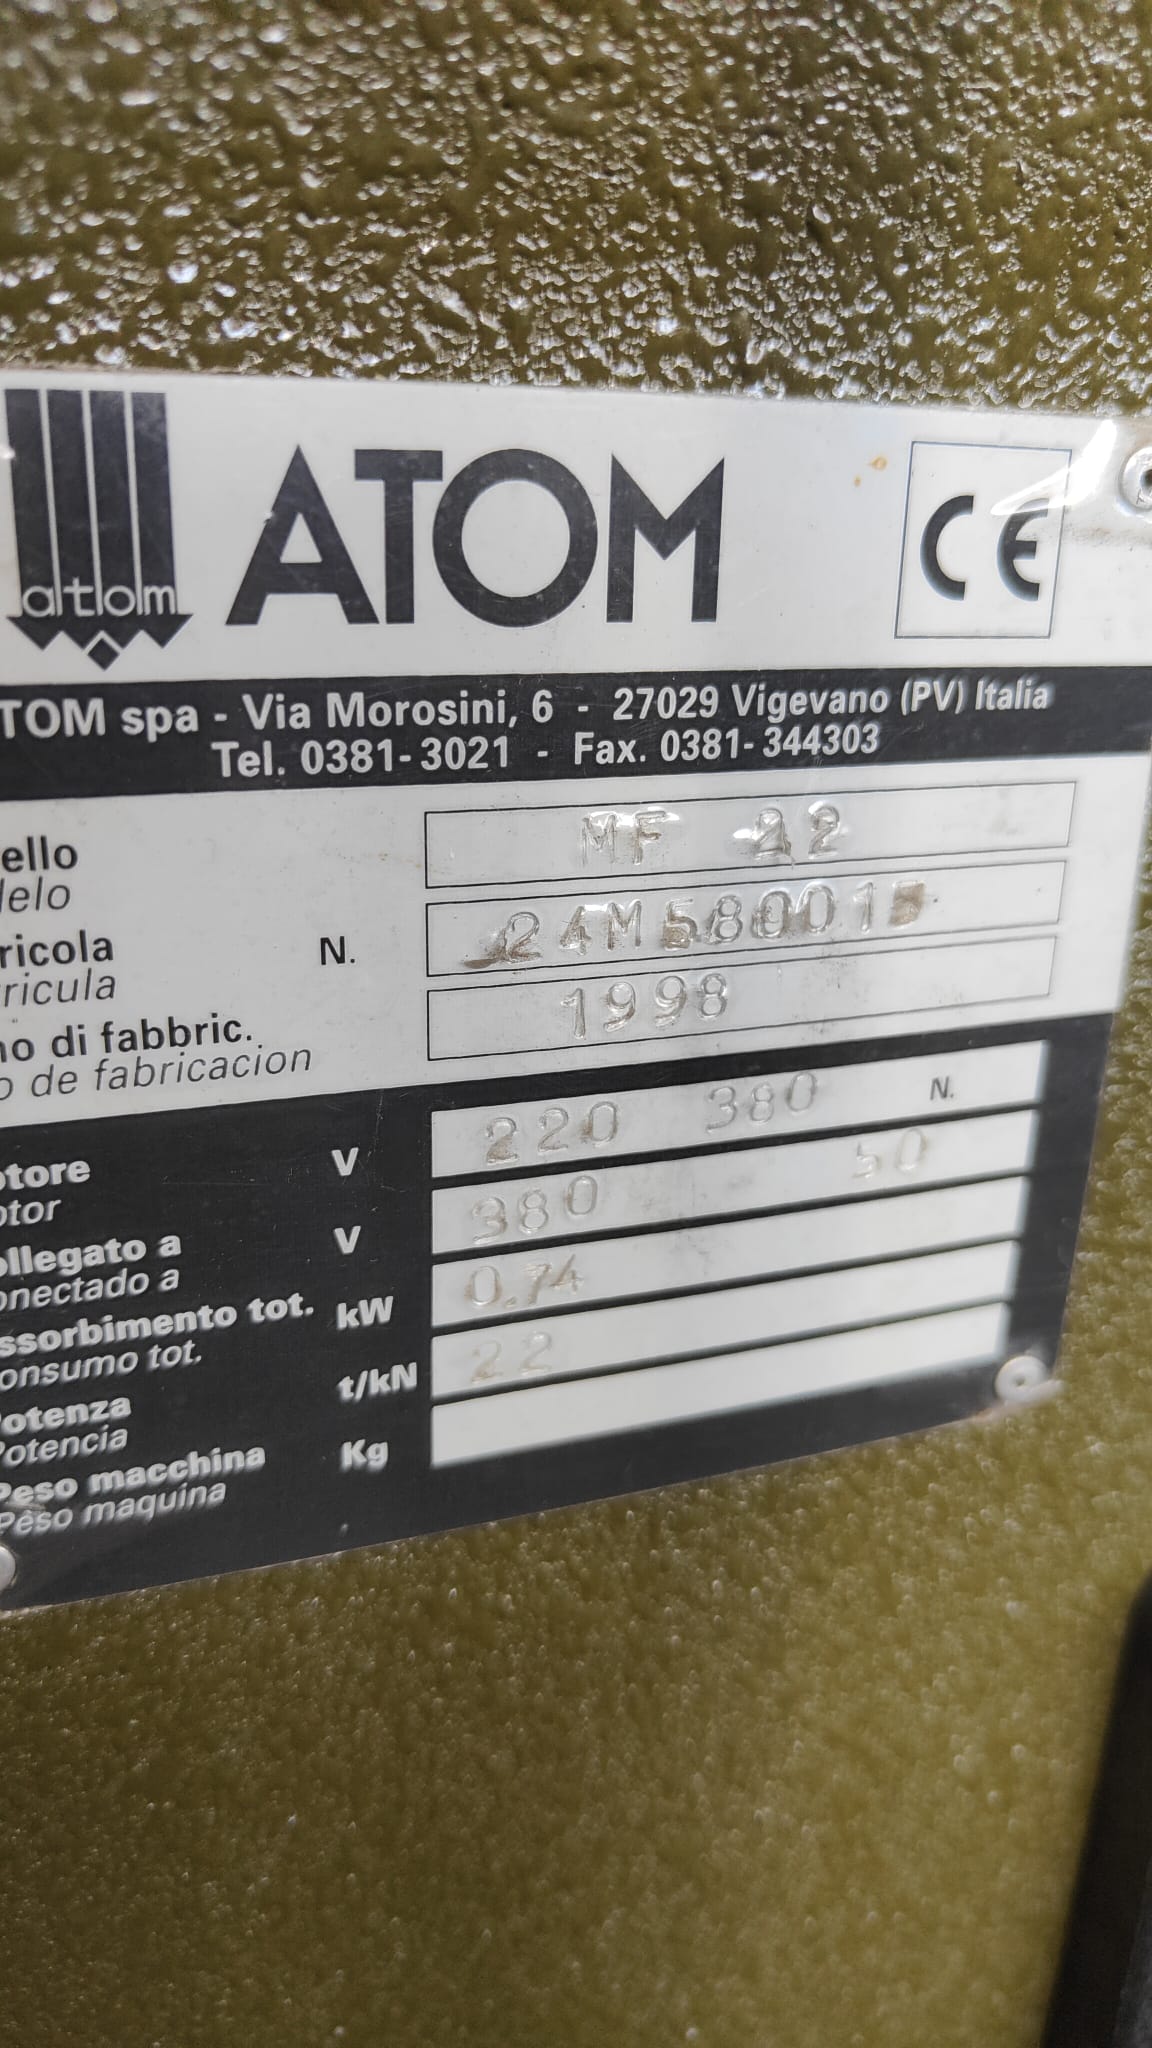 atom
ATOM
CE
TOM spa - Via Morosini, 6 - 27029 Vigevano (PV) Italia
Tel. 0381-3021 - Fax. 0381-344303
ello MF 22
elo
ricola N. 24M580015
ricula
no di fabbric. 1998
o de fabricacion
otore V 220 380 N.
otor
ollegato a V 380 50
onectado a
ssorbimento tot. kW 0.74
onsumo tot.
Potenza t/kN 22
Potencia
Peso macchina Kg
Peso maquina